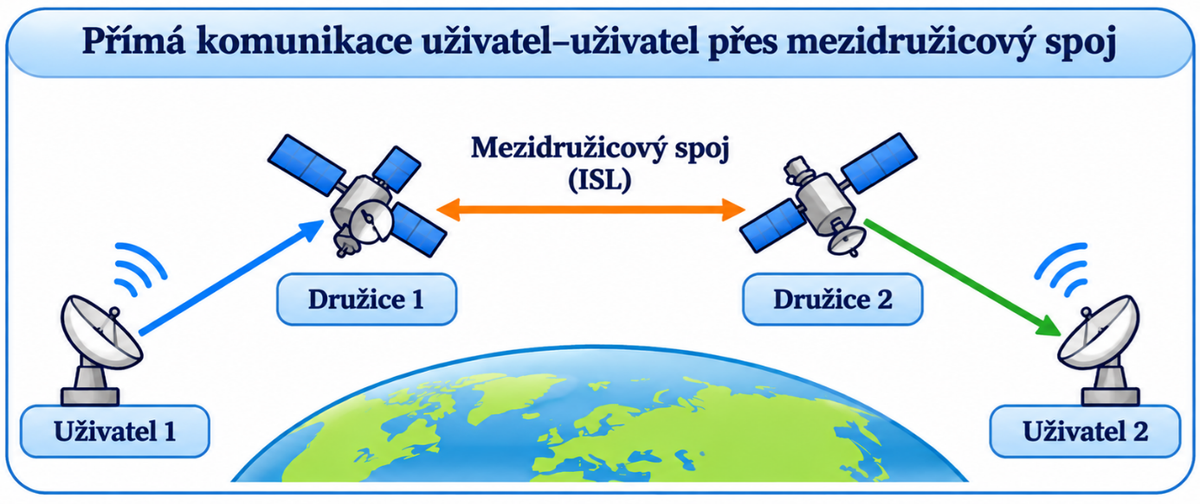 Přímá komunikace uživatel–uživatel přes mezidružicový spoj
Mezidružicový spoj
(ISL)
Družice 1
Družice 2
Uživatel 1
Uživatel 2